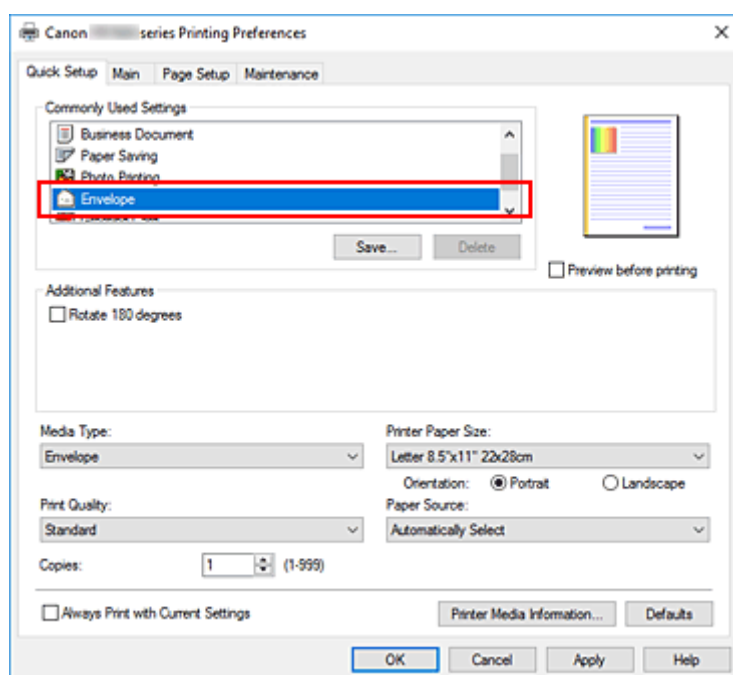 Canon series Printing Preferences
Quick Setup Main Page Setup Maintenance
Commonly Used Settings
Business Document
Paper Saving
Photo Printing
Envelope
Save... Delete
Preview before printing
Additional Features
Rotate 180 degrees
Media Type: Printer Paper Size:
Envelope Letter 8.5"x11" 22x28cm
Orientation: Portrait Landscape
Print Quality: Paper Source:
Standard Automatically Select
Copies: 1 (1-999)
Always Print with Current Settings Printer Media Information... Defaults
OK Cancel Apply Help